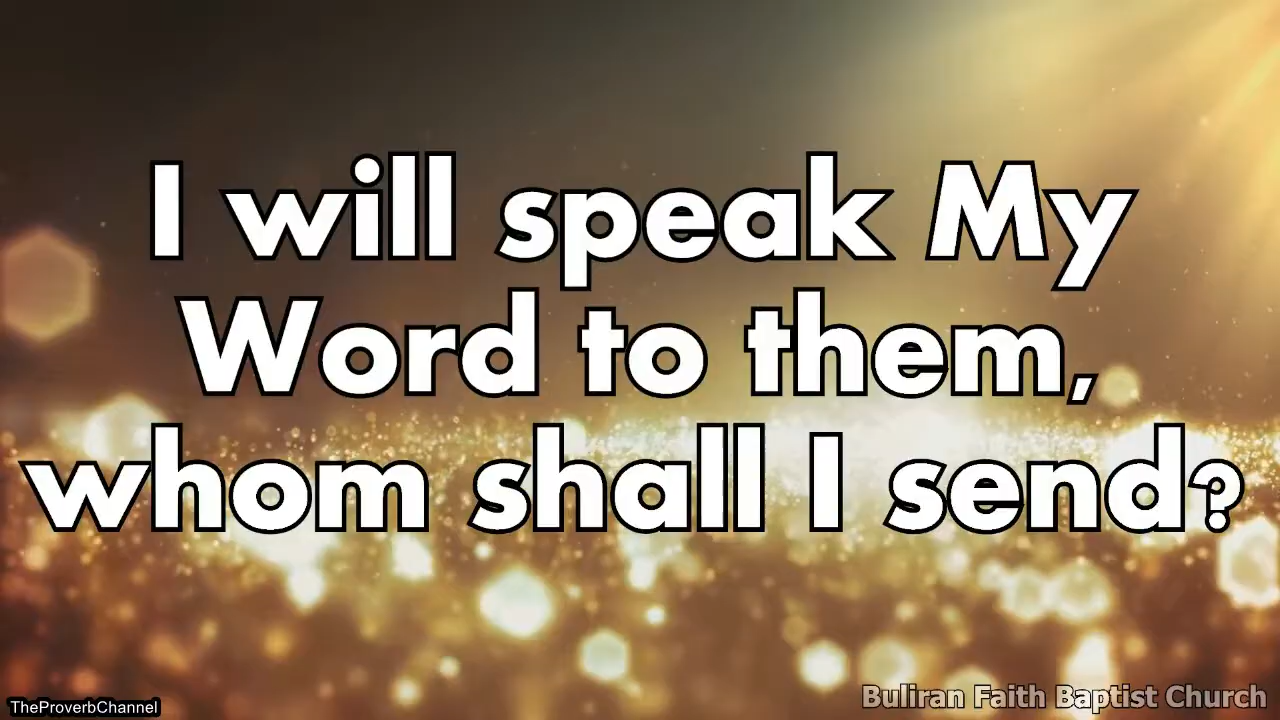 I will speak My
Word to them,
whom shall I send?
TheProverbChannel
Buliran Faith Baptist Church